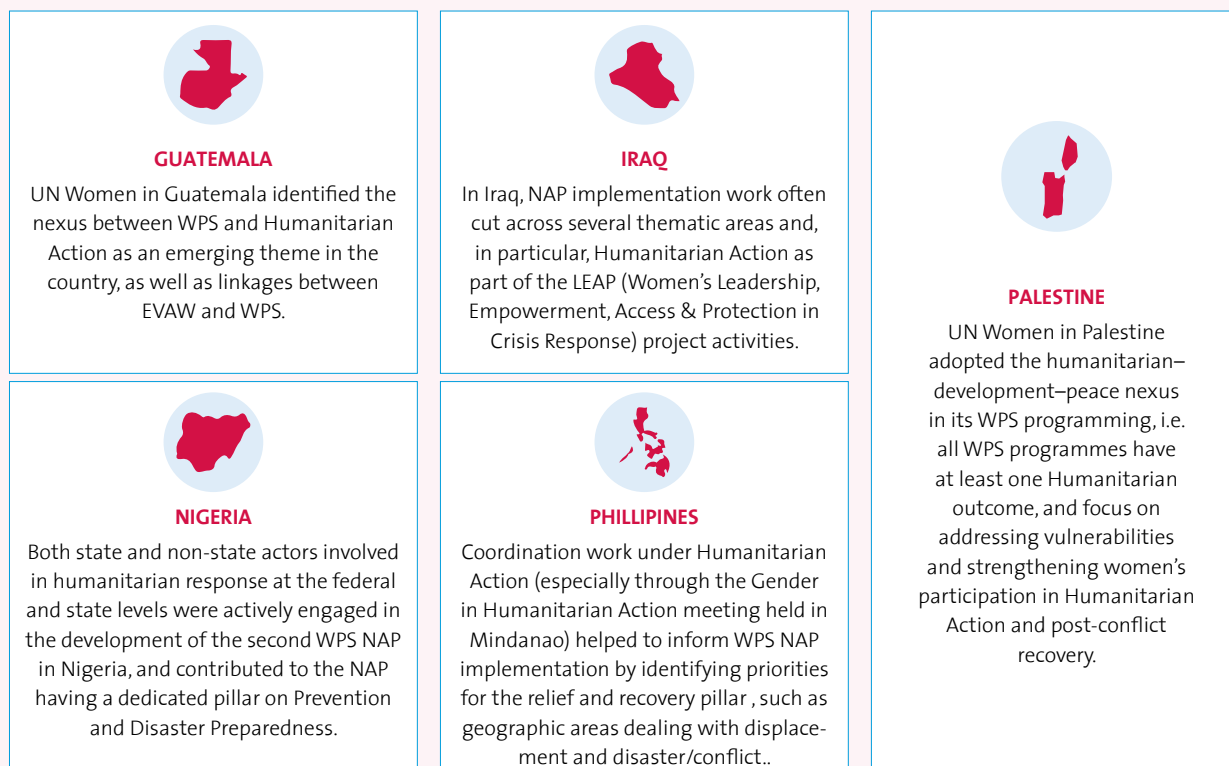 GUATEMALA
UN Women in Guatemala identified the
nexus between WPS and Humanitarian
Action as an emerging theme in the
country, as well as linkages between
EVAW and WPS.
IRAQ
In Iraq, NAP implementation work often
cut across several thematic areas and,
in particular, Humanitarian Action as
part of the LEAP (Women’s Leadership,
Empowerment, Access & Protection in
Crisis Response) project activities.
NIGERIA
Both state and non-state actors involved
in humanitarian response at the federal
and state levels were actively engaged in
the development of the second WPS NAP
in Nigeria, and contributed to the NAP
having a dedicated pillar on Prevention
and Disaster Preparedness.
PHILLIPINES
Coordination work under Humanitarian
Action (especially through the Gender
in Humanitarian Action meeting held in
Mindanao) helped to inform WPS NAP
implementation by identifying priorities
for the relief and recovery pillar , such as
geographic areas dealing with displace-
ment and disaster/conflict..
PALESTINE
UN Women in Palestine
adopted the humanitarian–
development–peace nexus
in its WPS programming, i.e.
all WPS programmes have
at least one Humanitarian
outcome, and focus on
addressing vulnerabilities
and strengthening women’s
participation in Humanitarian
Action and post-conflict
recovery.